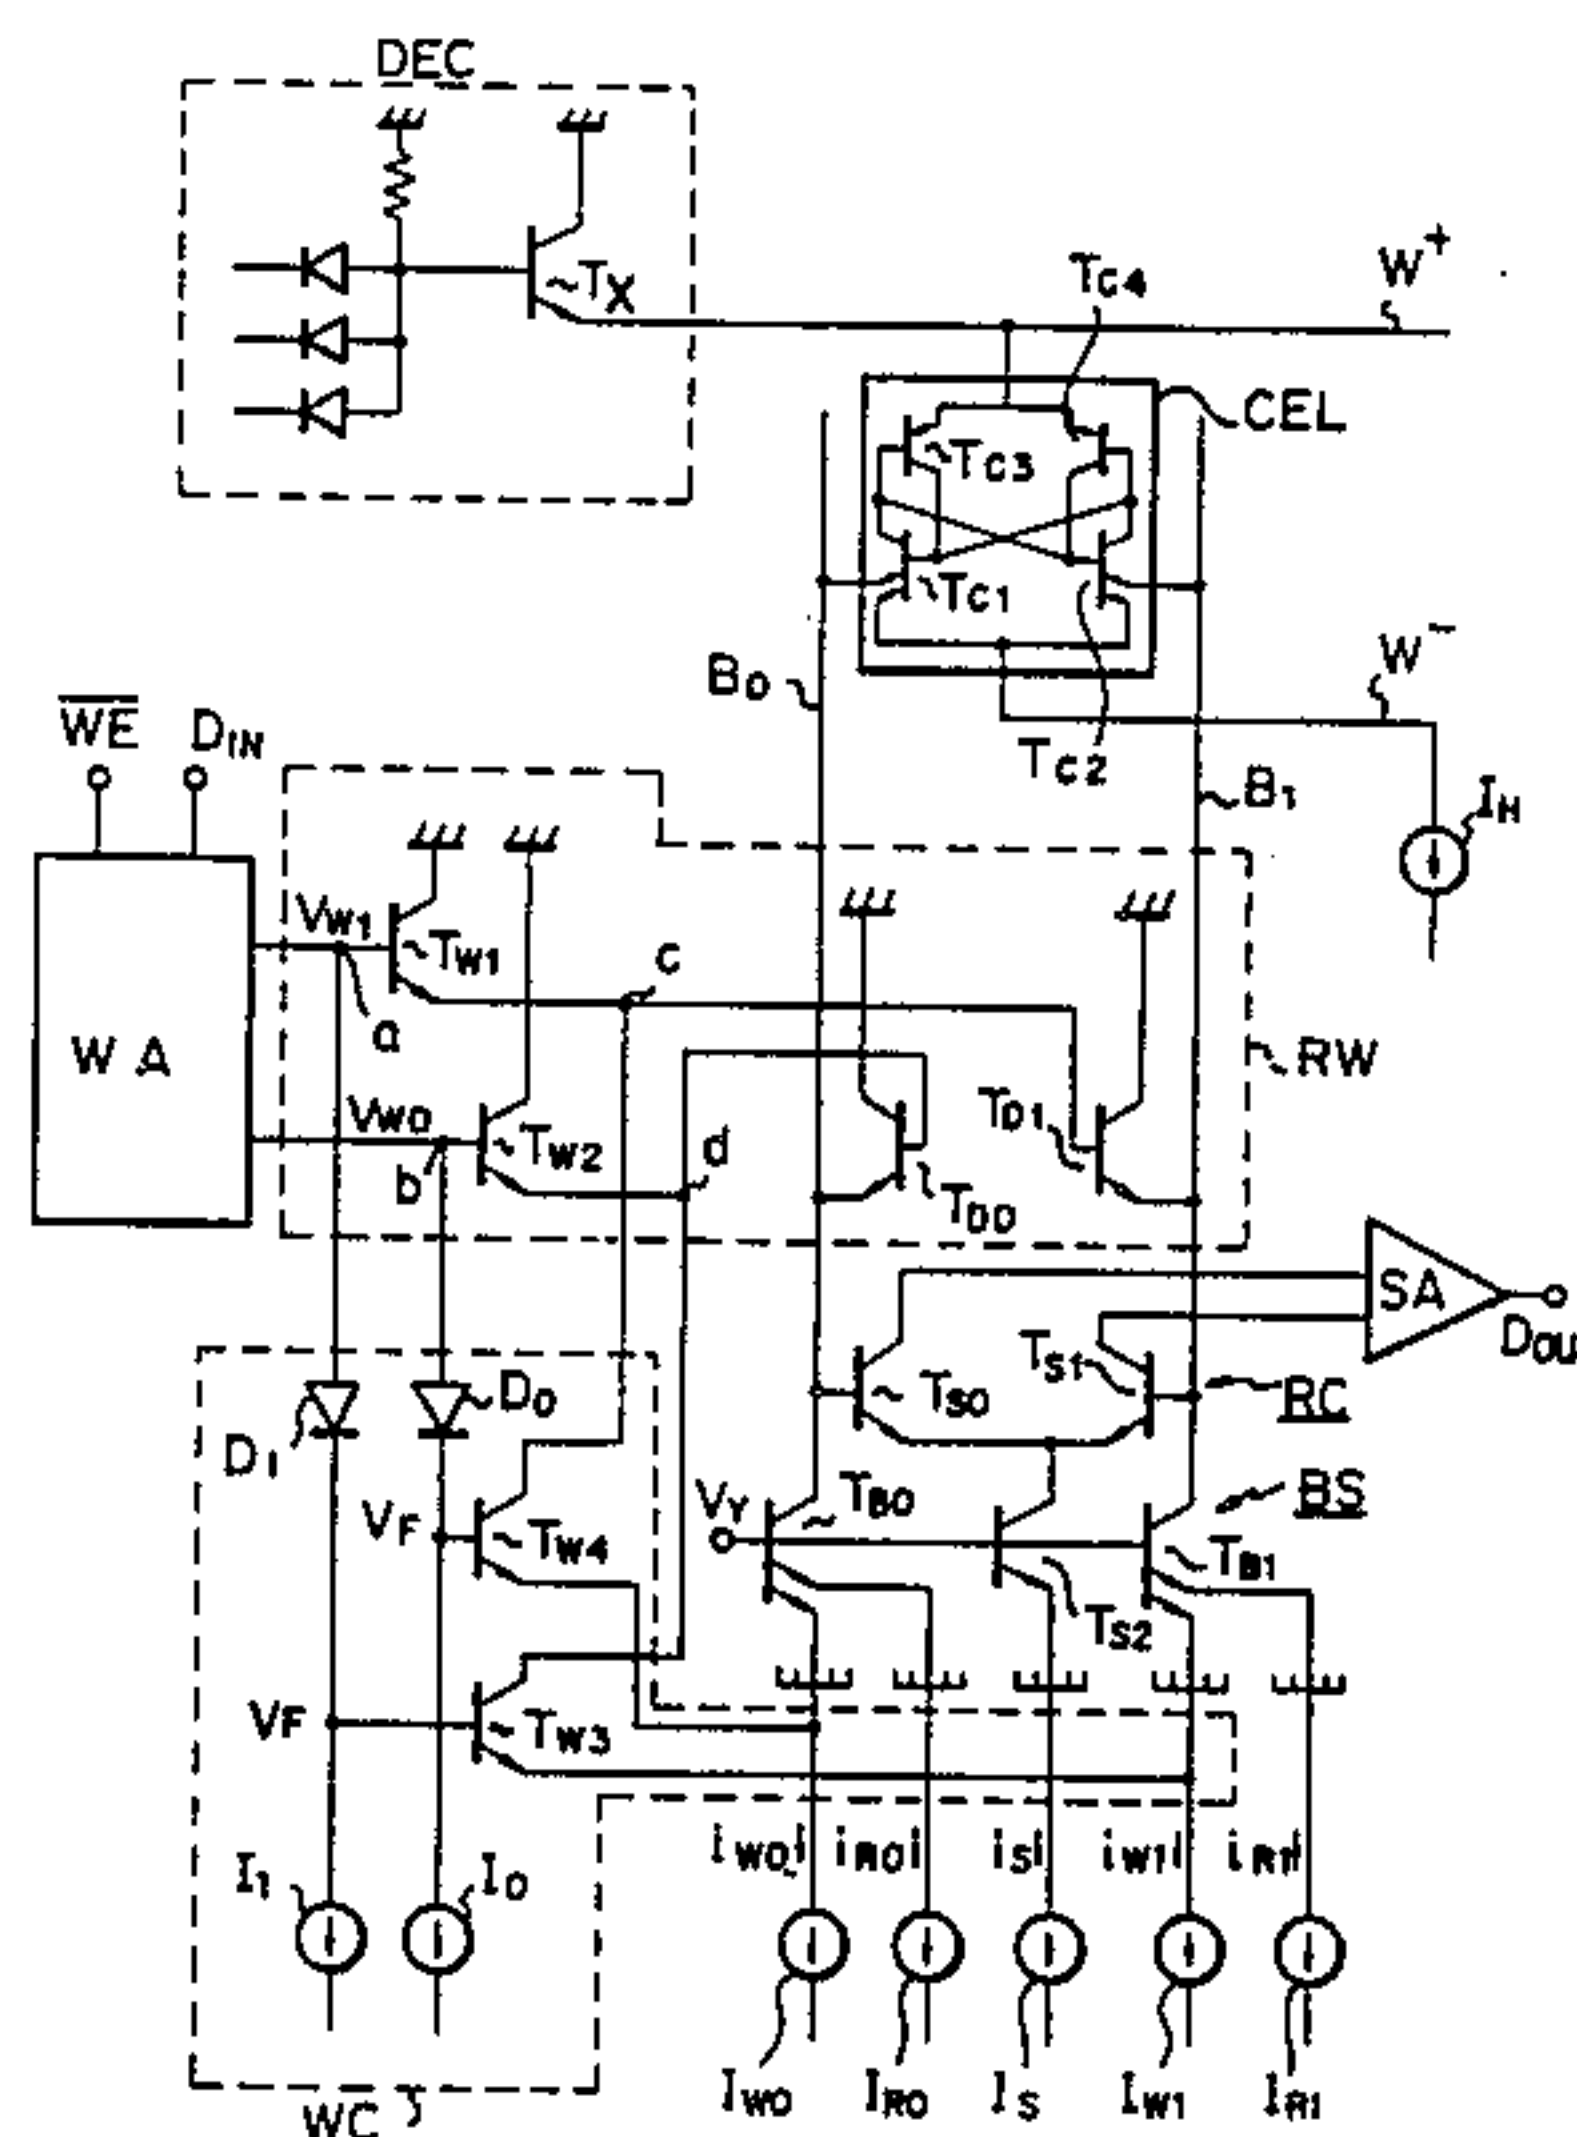 DEC
TX
W+
TC4
CEL
TC3
TC1
B0
W−
TC2
B1
IH
WE
DIN
WA
VW1
TW1
a
c
RW
VW0
TW2
b
d
TD1
TD0
SA
DOU
D1
D0
TS0
TS1
RC
VF
TW4
VY
TB0
BS
TB1
TS2
VF
TW3
iW0
iR0
iS
iW1
iR1
I1
I0
IW0
IR0
IS
IW1
IR1
WC